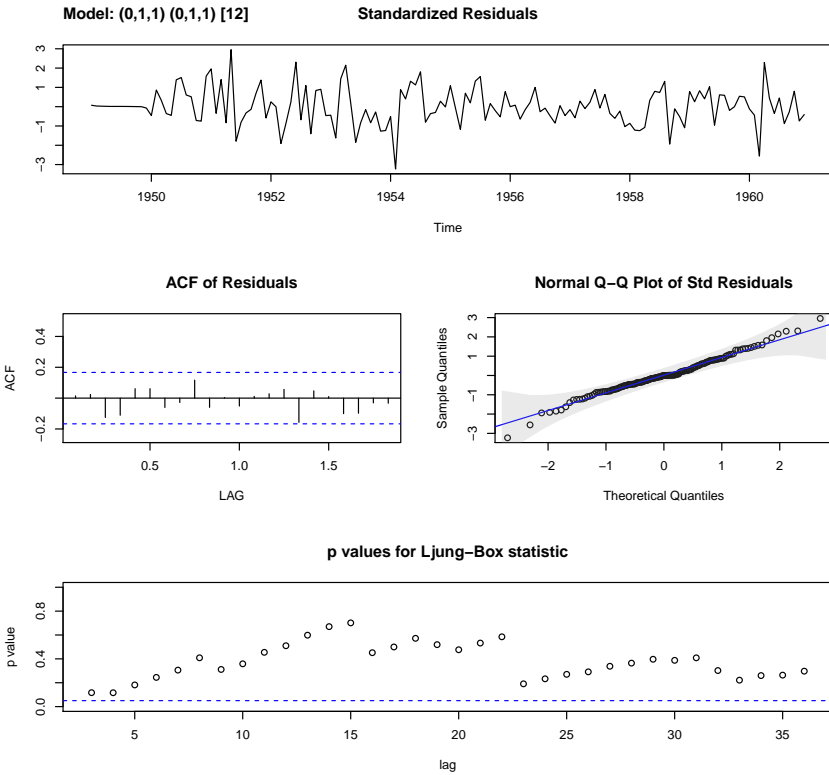 Model: (0,1,1) (0,1,1) [12] Standardized Residuals
3
2
1
−1
−3
1950 1952 1954 1956 1958 1960
Time
ACF of Residuals
ACF
0.4
0.2
−0.2
0.5 1.0 1.5
LAG
Normal Q−Q Plot of Std Residuals
Sample Quantiles
3
1
−1
−3
−2 −1 0 1 2
Theoretical Quantiles
p values for Ljung−Box statistic
p value
0.8
0.4
0.0
5 10 15 20 25 30 35
lag